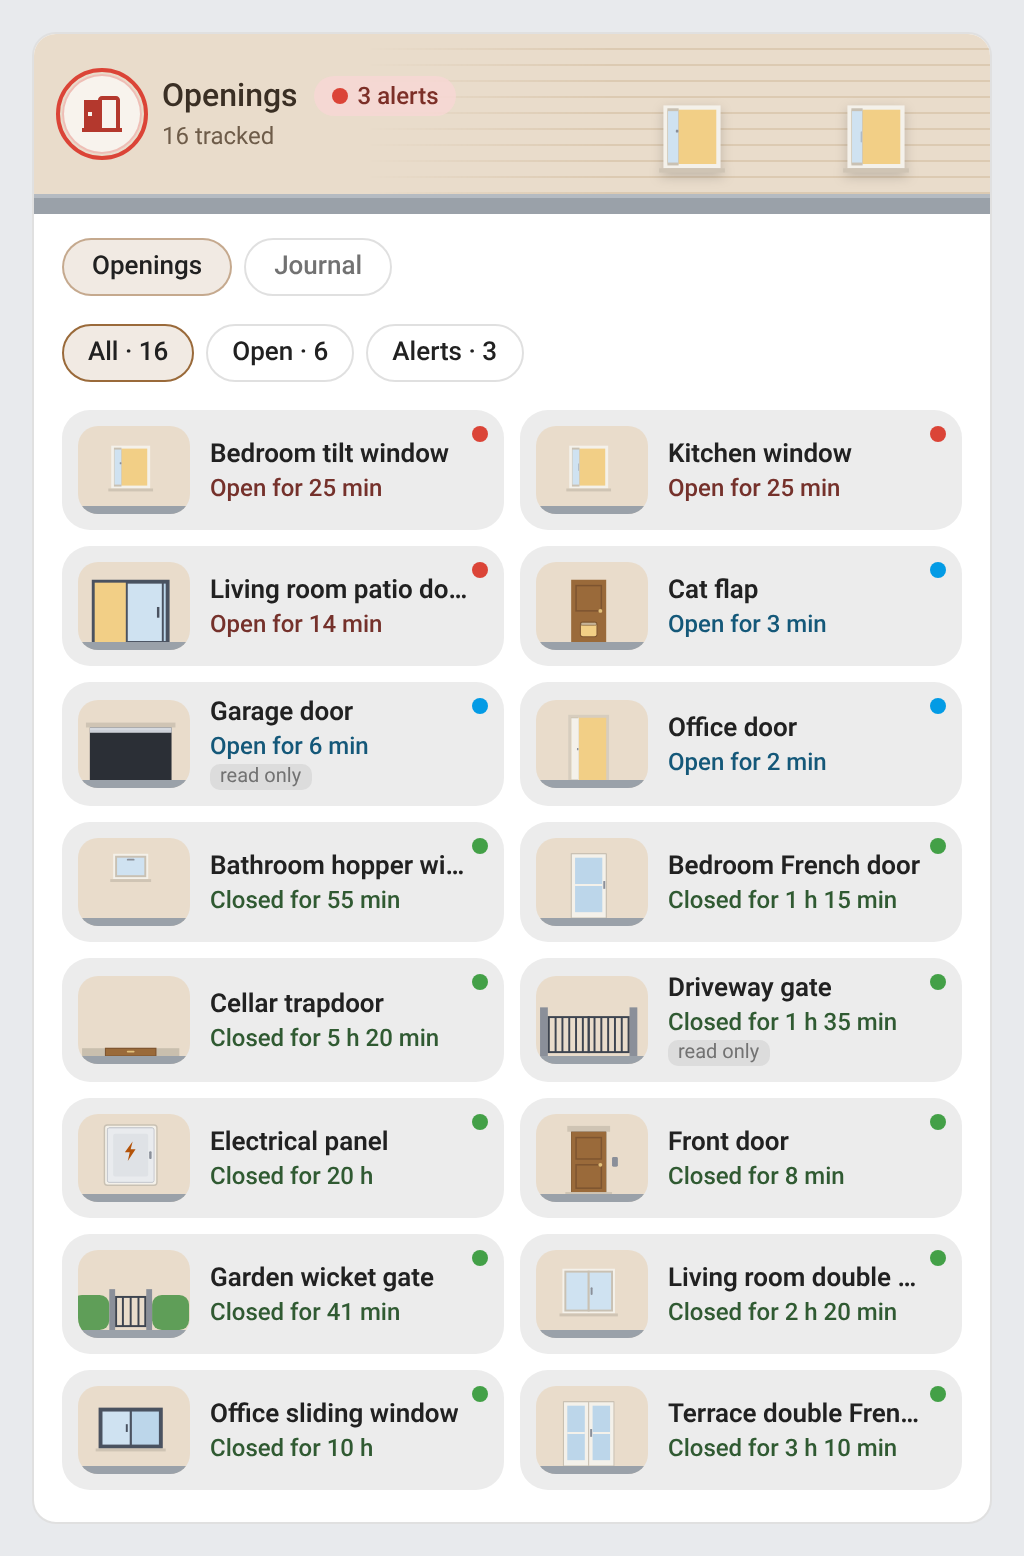 Openings
3 alerts
16 tracked
Openings
Journal
All · 16
Open · 6
Alerts · 3
Bedroom tilt window
Open for 25 min
Kitchen window
Open for 25 min
Living room patio do...
Open for 14 min
Cat flap
Open for 3 min
Garage door
Open for 6 min
read only
Office door
Open for 2 min
Bathroom hopper wi...
Closed for 55 min
Bedroom French door
Closed for 1 h 15 min
Cellar trapdoor
Closed for 5 h 20 min
Driveway gate
Closed for 1 h 35 min
read only
Electrical panel
Closed for 20 h
Front door
Closed for 8 min
Garden wicket gate
Closed for 41 min
Living room double ...
Closed for 2 h 20 min
Office sliding window
Closed for 10 h
Terrace double Fren...
Closed for 3 h 10 min